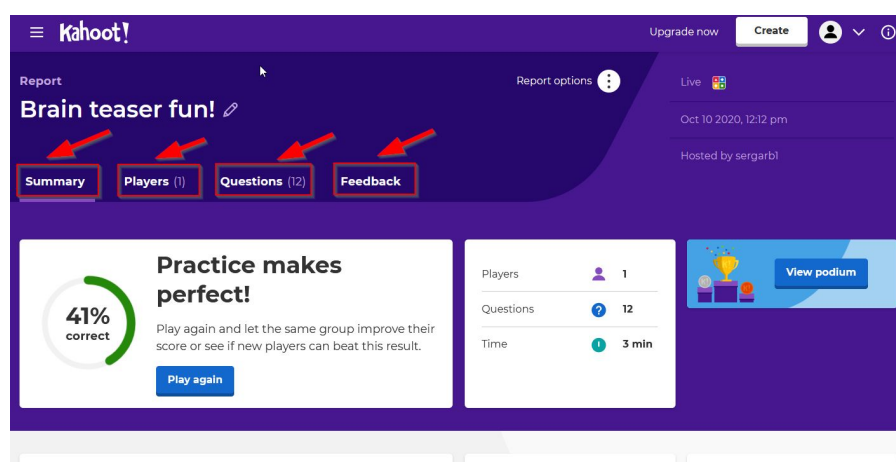 Kahoot!
Upgrade now
Create
Report
Brain teaser fun!
Report options
Live
Oct 10 2020, 12:12 pm
Hosted by sergarb1
Summary
Players (1)
Questions (12)
Feedback
41%
correct
Practice makes
perfect!
Play again and let the same group improve their
score or see if new players can beat this result.
Play again
Players 1
Questions 12
Time 3 min
View podium